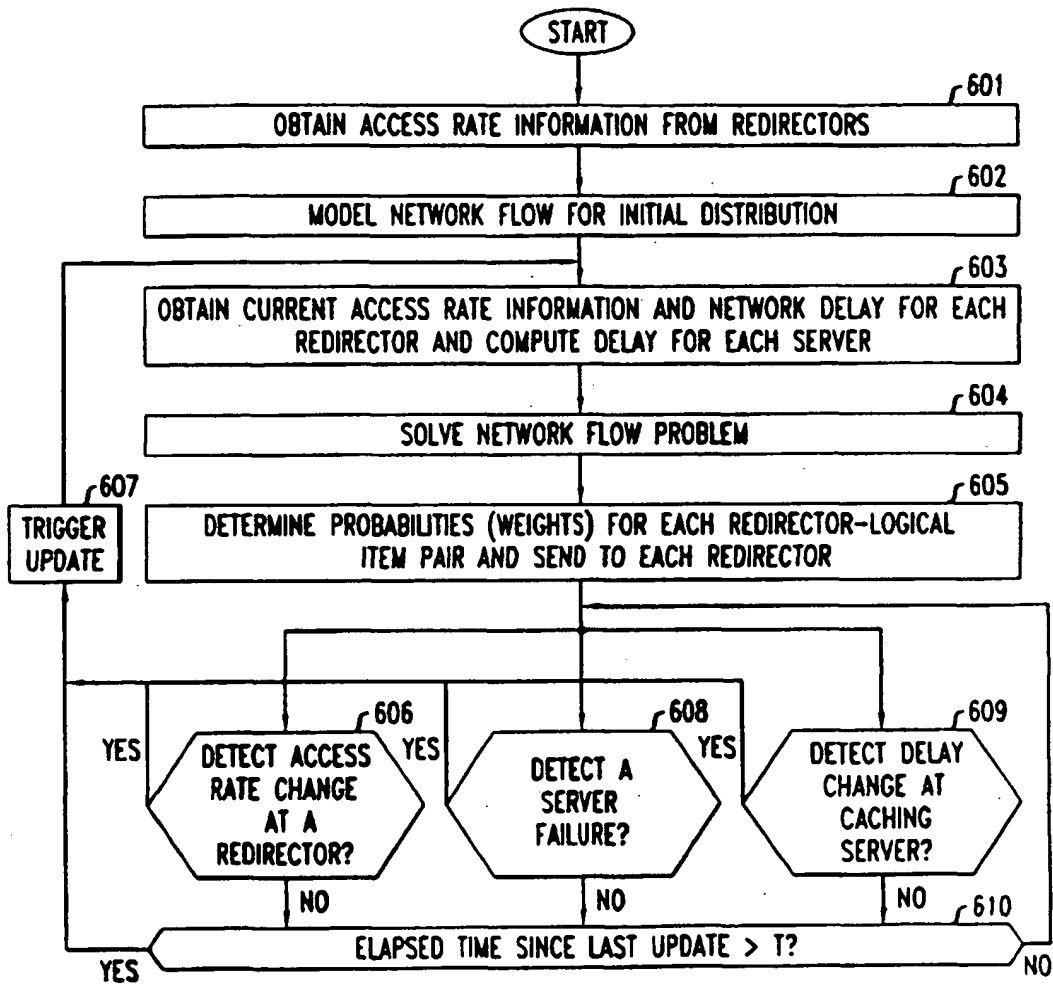 START
601
OBTAIN ACCESS RATE INFORMATION FROM REDIRECTORS
602
MODEL NETWORK FLOW FOR INITIAL DISTRIBUTION
603
OBTAIN CURRENT ACCESS RATE INFORMATION AND NETWORK DELAY FOR EACH
REDIRECTOR AND COMPUTE DELAY FOR EACH SERVER
604
SOLVE NETWORK FLOW PROBLEM
607
TRIGGER
UPDATE
605
DETERMINE PROBABILITIES (WEIGHTS) FOR EACH REDIRECTOR-LOGICAL
ITEM PAIR AND SEND TO EACH REDIRECTOR
606
YES
DETECT ACCESS
RATE CHANGE
AT A
REDIRECTOR?
NO
608
YES
DETECT A
SERVER
FAILURE?
NO
609
YES
DETECT DELAY
CHANGE AT
CACHING
SERVER?
NO
610
ELAPSED TIME SINCE LAST UPDATE > T?
YES
NO